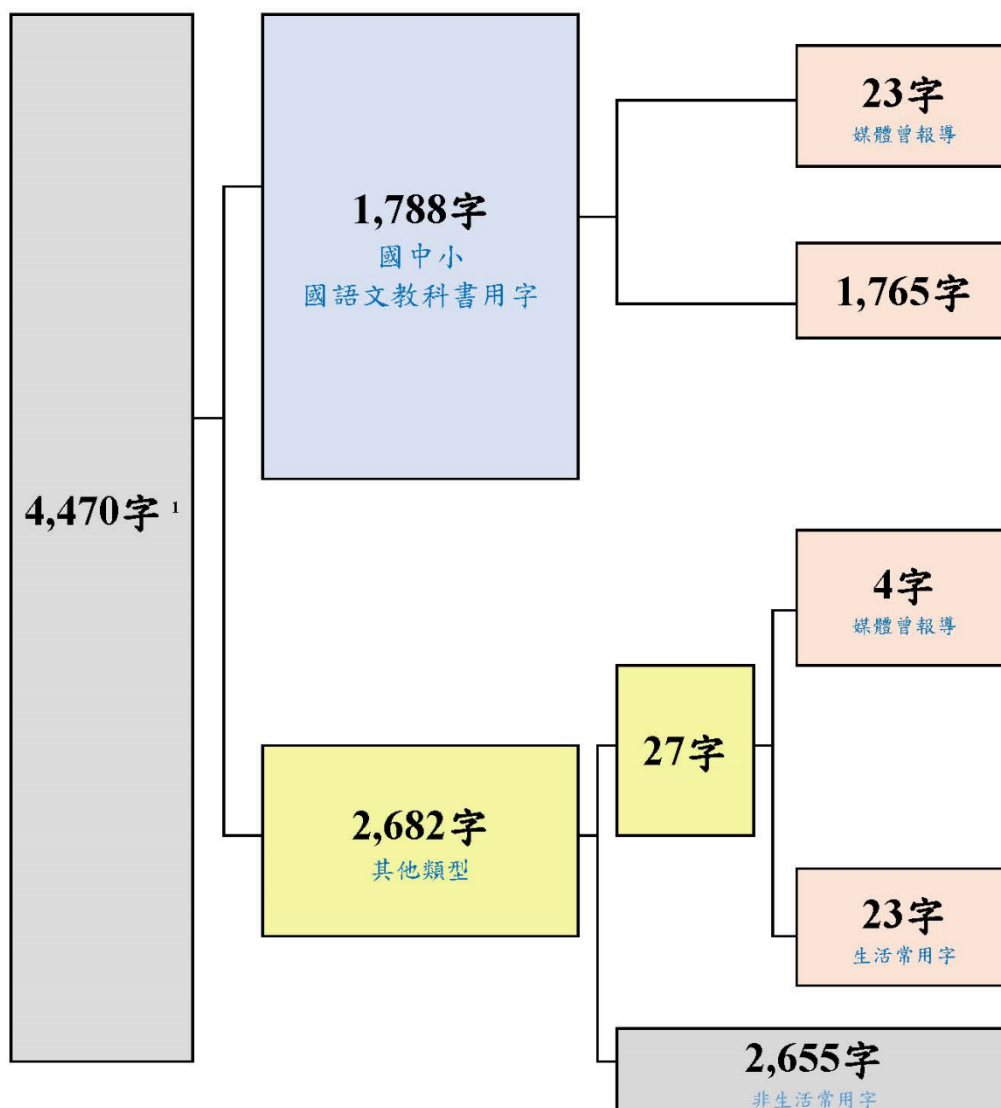 4,470字 1
1,788字
國中小
國語文教科書用字
23字
媒體曾報導
1,765字
2,682字
其他類型
27字
4字
媒體曾報導
23字
生活常用字
2,655字
非生活常用字